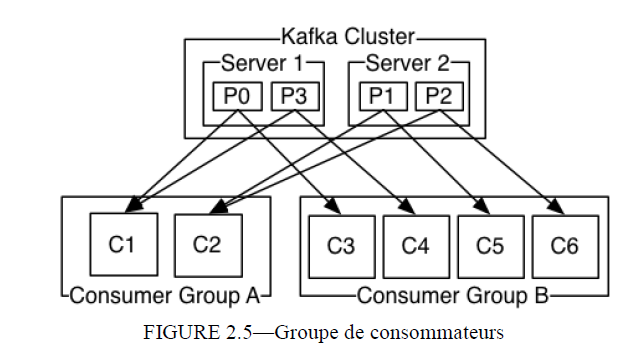 Kafka Cluster
Server 1 Server 2
P0 P3 P1 P2
C1 C2 C3 C4 C5 C6
Consumer Group A Consumer Group B
FIGURE 2.5—Groupe de consommateurs